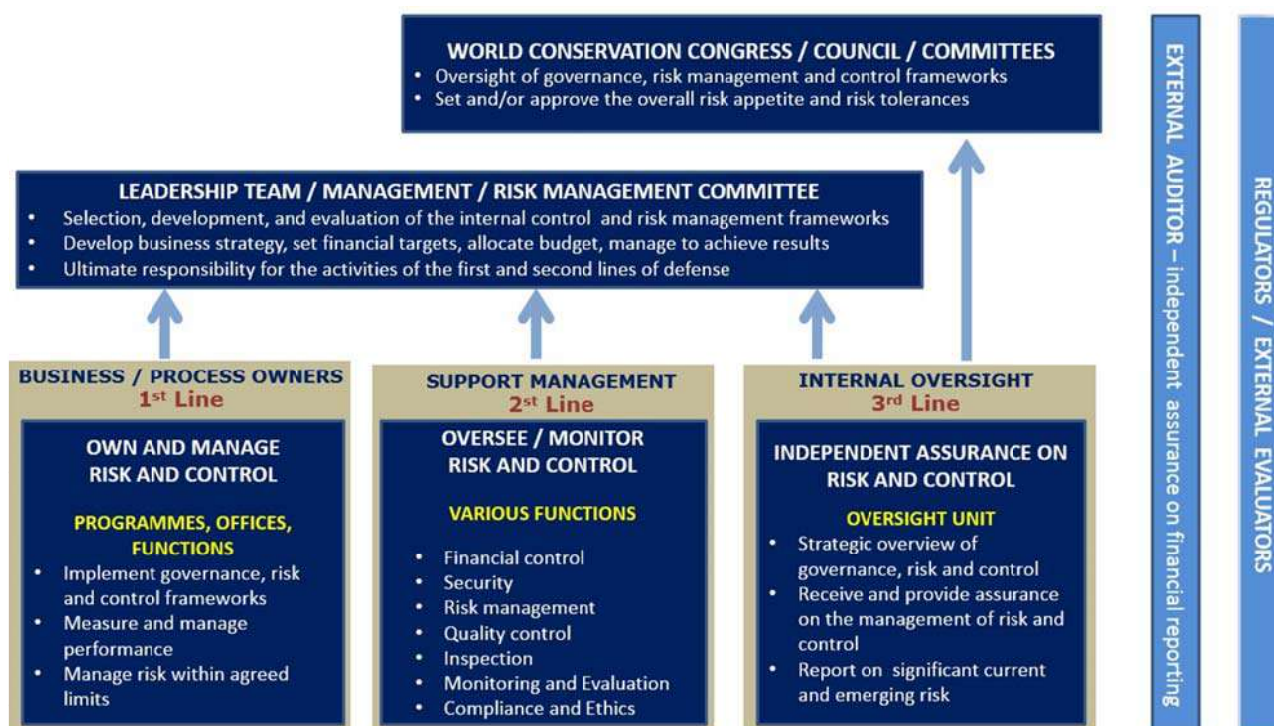 WORLD CONSERVATION CONGRESS / COUNCIL / COMMITTEES
• Oversight of governance, risk management and control frameworks
• Set and/or approve the overall risk appetite and risk tolerances
LEADERSHIP TEAM / MANAGEMENT / RISK MANAGEMENT COMMITTEE
• Selection, development, and evaluation of the internal control and risk management frameworks
• Develop business strategy, set financial targets, allocate budget, manage to achieve results
• Ultimate responsibility for the activities of the first and second lines of defense
BUSINESS / PROCESS OWNERS
1st Line
OWN AND MANAGE
RISK AND CONTROL
PROGRAMMES, OFFICES,
FUNCTIONS
• Implement governance, risk
and control frameworks
• Measure and manage
performance
• Manage risk within agreed
limits
SUPPORT MANAGEMENT
2st Line
OVERSEE / MONITOR
RISK AND CONTROL
VARIOUS FUNCTIONS
• Financial control
• Security
• Risk management
• Quality control
• Inspection
• Monitoring and Evaluation
• Compliance and Ethics
INTERNAL OVERSIGHT
3rd Line
INDEPENDENT ASSURANCE ON
RISK AND CONTROL
OVERSIGHT UNIT
• Strategic overview of
governance, risk and control
• Receive and provide assurance
on the management of risk and
control
• Report on significant current
and emerging risk
EXTERNAL AUDITOR – independent assurance on financial reporting
REGULATORS / EXTERNAL EVALUATORS